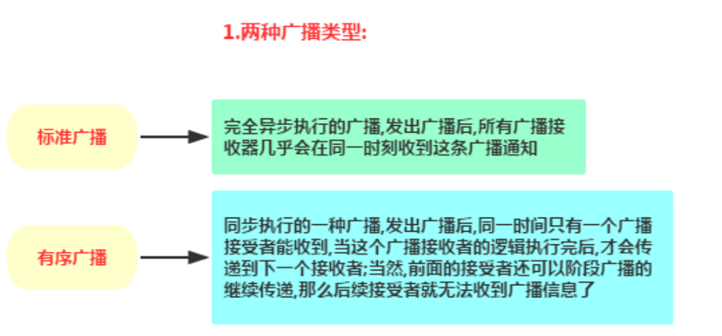 1.两种广播类型:
标准广播
完全异步执行的广播,发出广播后,所有广播接
收器几乎会在同一时刻收到这条广播通知
有序广播
同步执行的一种广播,发出广播后,同一时间只有一个广播
接受者能收到,当这个广播接收者的逻辑执行完后,才会传
递到下一个接收者;当然,前面的接受者还可以阶段广播的
继续传递,那么后续接受者就无法收到广播信息了